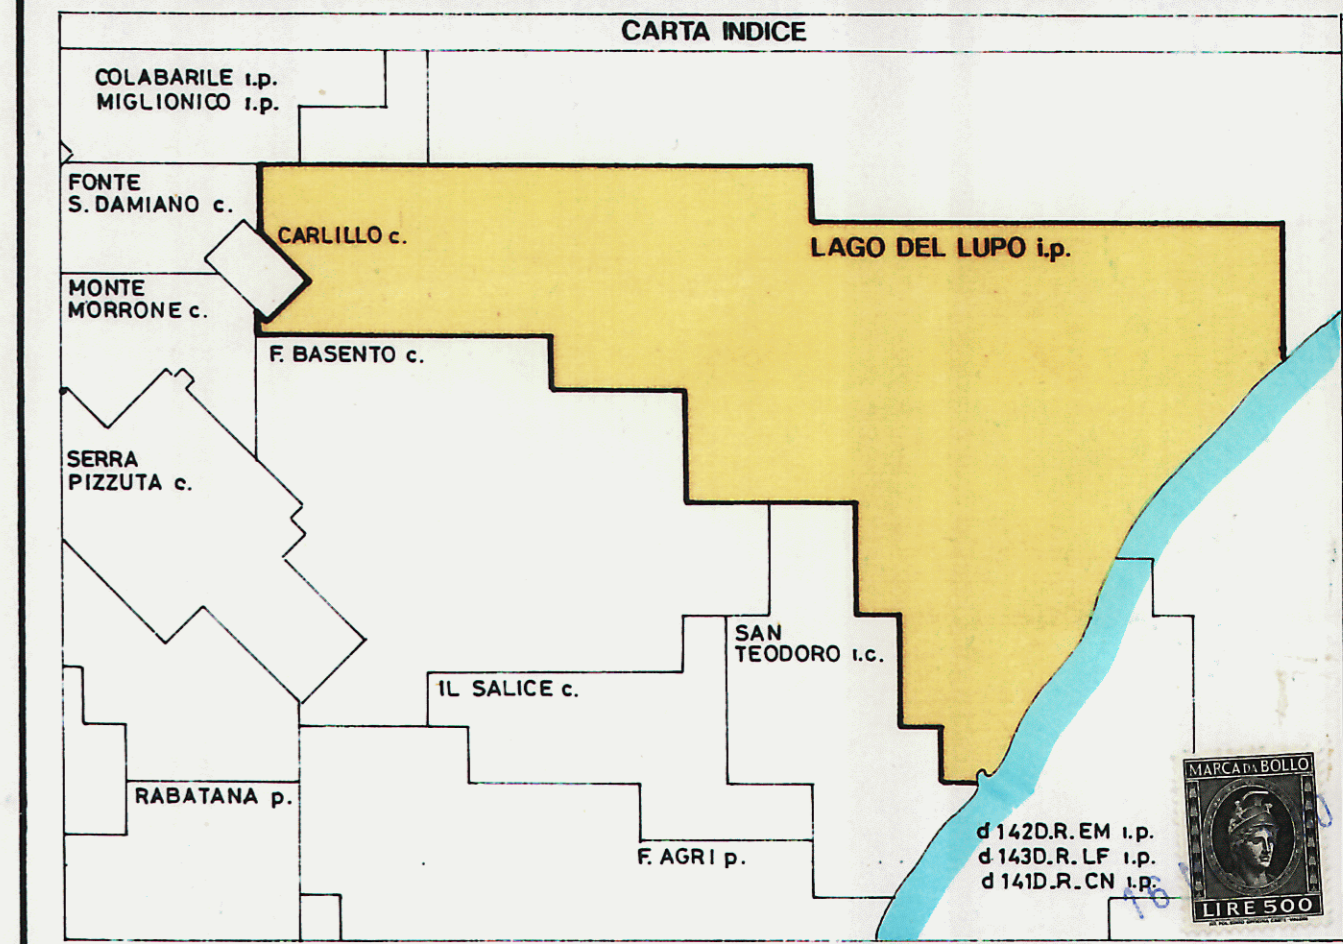 CARTA INDICE
COLABARILE ı.p.
MIGLIONICO ı.p.
FONTE
S. DAMIANO c.
CARLILLO c.
LAGO DEL LUPO i.p.
MONTE
MORRONE c.
F. BASENTO c.
SERRA
PIZZUTA c.
SAN
TEODORO ı.c.
IL SALICE c.
RABATANA p.
F. AGRI p.
d 142D.R. EM ı.p.
d 143D.R. LF ı.p.
d 141D.R. CN ı.p.
MARCA DA BOLLO
LIRE 500
16